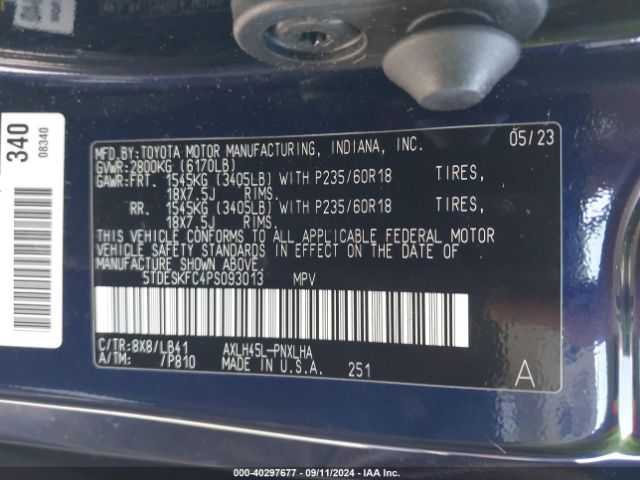 340
08340
MFD.BY:TOYOTA MOTOR MANUFACTURING, INDIANA, INC. 05/23
GVWR:2800KG (6170LB)
GAWR:FRT. 1545KG (3405LB) WITH P235/60R18 TIRES,
18X7.5J RIMS.
RR. 1545KG (3405LB) WITH P235/60R18 TIRES,
18X7.5J RIMS.
THIS VEHICLE CONFORMS TO ALL APPLICABLE FEDERAL MOTOR
VEHICLE SAFETY STANDARDS IN EFFECT ON THE DATE OF
MANUFACTURE SHOWN ABOVE.
5TDESKFC4PS093013 MPV
C/TR:8X8/LB41 AXLH45L-PNXLHA
A/TM: /P810 MADE IN U.S.A. 251 A
000-40297677 - 09/11/2024 - IAA Inc.